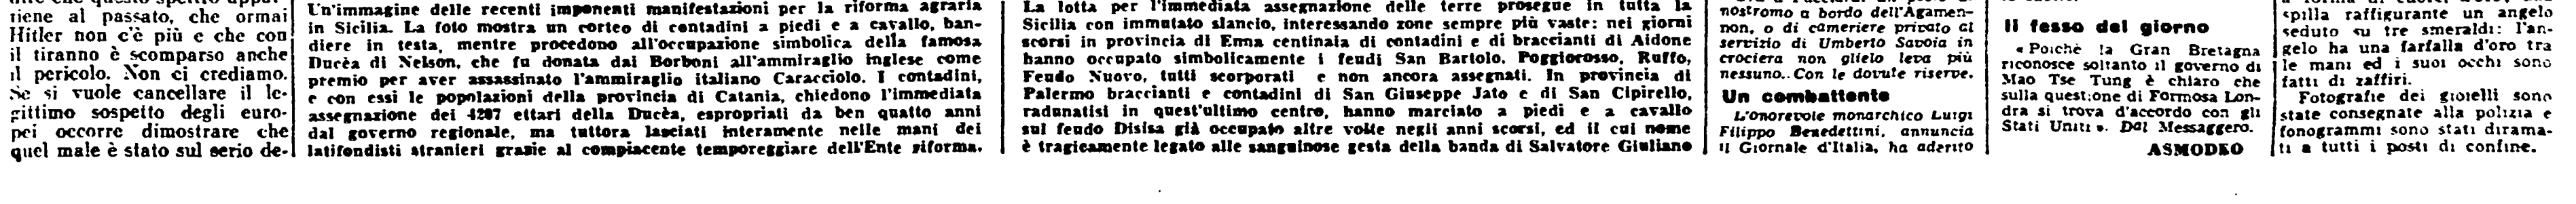 tiene al passato, che ormai
Hitler non c'è più e che con
il tiranno è scomparso anche
il pericolo. Non ci crediamo.
Se si vuole cancellare il le-
gittimo sospetto degli euro-
pei occorre dimostrare che
quel male è stato sul serio de-
Un'immagine delle recenti imponenti manifestazioni per la riforma agraria
in Sicilia. La foto mostra un corteo di contadini a piedi e a cavallo, ban-
diere in testa, mentre procedono all'occupazione simbolica della famosa
Ducèa di Nelson, che fu donata dai Borboni all'ammiraglio inglese come
premio per aver assassinato l'ammiraglio italiano Caracciolo. I contadini,
e con essi le popolazioni della provincia di Catania, chiedono l'immediata
assegnazione dei 4207 ettari della Ducèa, espropriati da ben quatto anni
dal governo regionale, ma tuttora lasciati interamente nelle mani dei
latifondisti stranieri grazie al compiacente temporeggiare dell'Ente riforma.
La lotta per l'immediata assegnazione delle terre prosegue in tutta la
Sicilia con immutato slancio, interessando zone sempre più vaste: nei giorni
scorsi in provincia di Enna centinaia di contadini e di braccianti di Aidone
hanno occupato simbolicamente i feudi San Bartolo, Poggiorosso, Ruffo,
Feudo Nuovo, tutti scorporati e non ancora assegnati. In provincia di
Palermo braccianti e contadini di San Giuseppe Jato e di San Cipirello,
radunatisi in quest'ultimo centro, hanno marciato a piedi e a cavallo
sul feudo Disisa già occupato altre volte negli anni scorsi, ed il cui nome
è tragicamente legato alle sanguinose gesta della banda di Salvatore Giuliano
nostromo a bordo dell'Agamen-
non, o di cameriere privato al
servizio di Umberto Savoia in
crociera non glielo leva più
nessuno. Con le dovute riserve.
Un combattente
L'onorevole monarchico Luigi
Filippo Benedettini, annuncia
il Giornale d'Italia, ha aderito
Il fesso del giorno
« Poichè la Gran Bretagna
riconosce soltanto il governo di
Mao Tse Tung è chiaro che
sulla questione di Formosa Lon-
dra si trova d'accordo con gli
Stati Uniti ». Dal Messaggero.
ASMODEO
spilla raffigurante un angelo
seduto su tre smeraldi: l'an-
gelo ha una farfalla d'oro tra
le mani ed i suoi occhi sono
fatti di zaffiri.
Fotografie dei gioielli sono
state consegnate alla polizia e
fonogrammi sono stati dirama-
ti a tutti i posti di confine.